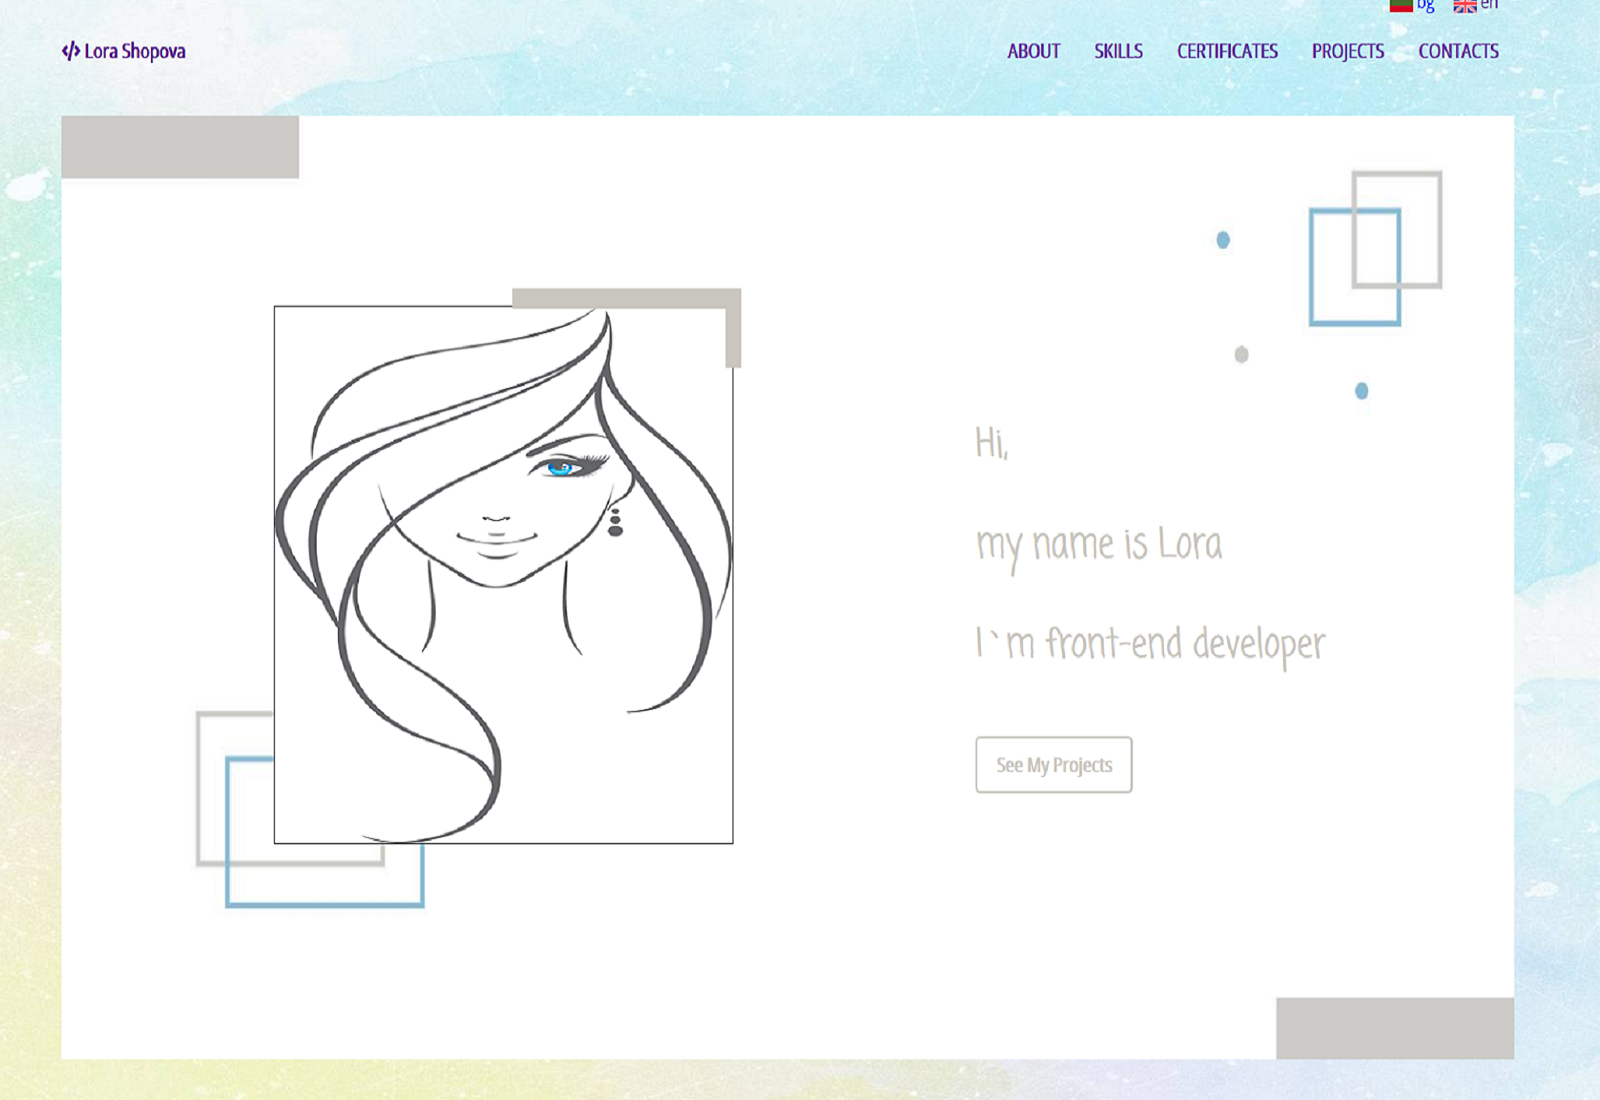 bg en
Lora Shopova
ABOUT SKILLS CERTIFICATES PROJECTS CONTACTS
Hi,
my name is Lora
I`m front-end developer
See My Projects